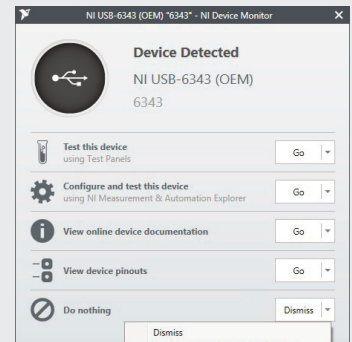 NI USB-6343 (OEM) "6343" - NI Device Monitor
Device Detected
NI USB-6343 (OEM)
6343
Test this device
using Test Panels
Go
Configure and test this device
using NI Measurement & Automation Explorer
Go
View online device documentation
Go
View device pinouts
Go
Do nothing
Dismiss
Dismiss